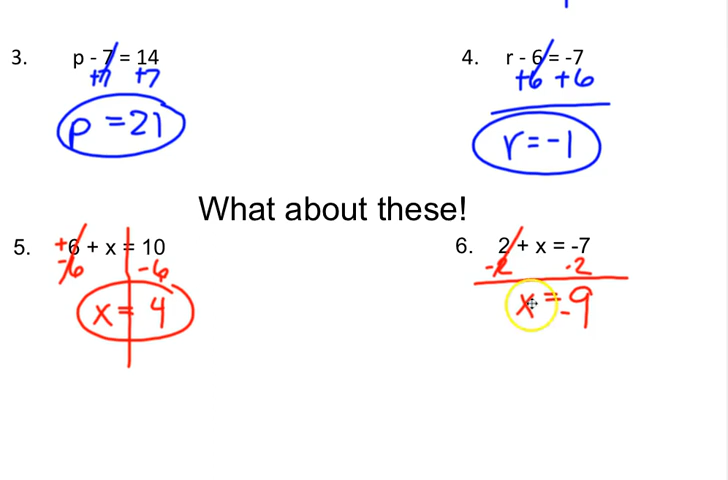 3. p - 7 = 14
+7 +7
p = 21
4. r - 6 = -7
+6 +6
r = -1
What about these!
5. +6 + x = 10
-6 -6
x = 4
6. 2 + x = -7
-2 -2
x = -9